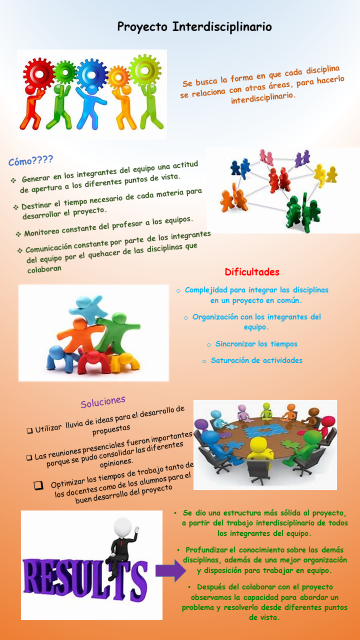 Proyecto Interdisciplinario
Se busca la forma en que cada disciplina
se relaciona con otras áreas, para hacerlo
interdisciplinario.
Cómo????
❖ Generar en los integrantes del equipo una actitud
de apertura a los diferentes puntos de vista.
❖ Destinar el tiempo necesario de cada materia para
desarrollar el proyecto.
❖ Monitoreo constante del profesor a los equipos.
❖ Comunicación constante por parte de los integrantes
del equipo por el quehacer de las disciplinas que
colaboran
Dificultades
o Complejidad para integrar las disciplinas
en un proyecto en común.
o Organización con los integrantes del
equipo.
o Sincronizar los tiempos
o Saturación de actividades
Soluciones
❑ Utilizar lluvia de ideas para el desarrollo de
propuestas
❑ Las reuniones presenciales fueron importantes
porque se pudo consolidar las diferentes
opiniones.
❑ Optimizar los tiempos de trabajo tanto de
los docentes como de los alumnos para el
buen desarrollo del proyecto
RESULTS
• Se dio una estructura más sólida al proyecto,
a partir del trabajo interdisciplinario de todos
los integrantes del equipo.
• Profundizar el conocimiento sobre las demás
disciplinas, además de una mejor organización
y disposición para trabajar en equipo.
• Después del colaborar con el proyecto
observamos la capacidad para abordar un
problema y resolverlo desde diferentes puntos
de vista.